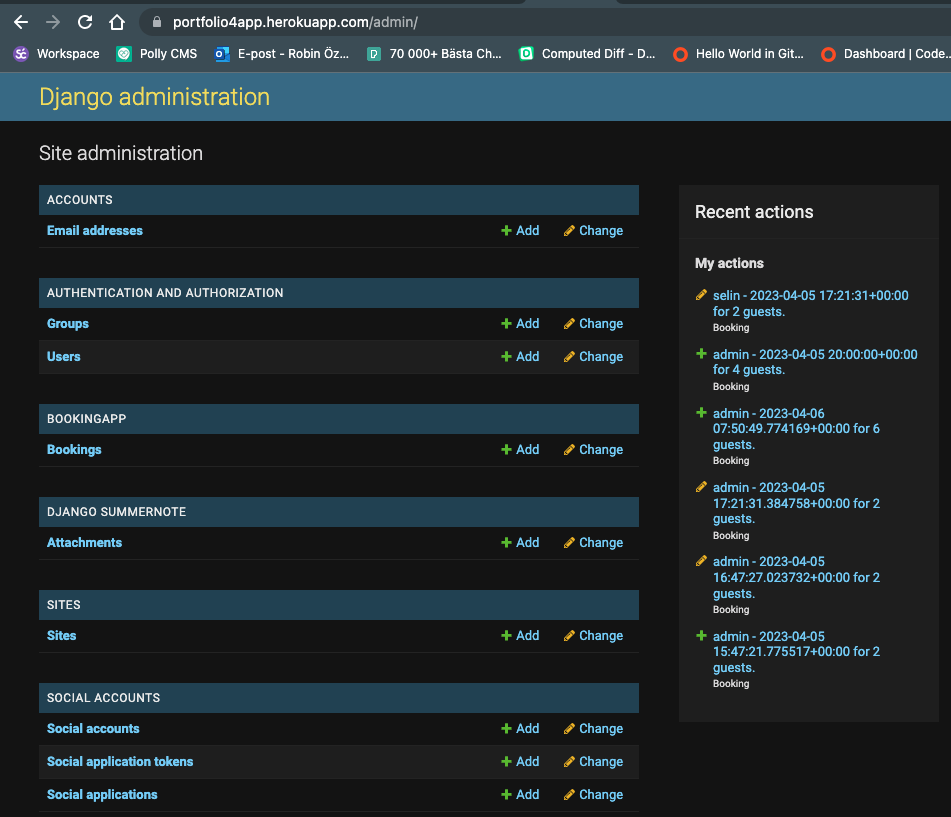 portfolio4app.herokuapp.com/admin/
Workspace Polly CMS E-post - Robin Öz... 70 000+ Bästa Ch... Computed Diff - D... Hello World in Git... Dashboard | Code...
Django administration
Site administration
ACCOUNTS
Email addresses Add Change
AUTHENTICATION AND AUTHORIZATION
Groups Add Change
Users Add Change
BOOKINGAPP
Bookings Add Change
DJANGO SUMMERNOTE
Attachments Add Change
SITES
Sites Add Change
SOCIAL ACCOUNTS
Social accounts Add Change
Social application tokens Add Change
Social applications Add Change
Recent actions
My actions
selin - 2023-04-05 17:21:31+00:00
for 2 guests.
Booking
admin - 2023-04-05 20:00:00+00:00
for 4 guests.
Booking
admin - 2023-04-06
07:50:49.774169+00:00 for 6
guests.
Booking
admin - 2023-04-05
17:21:31.384758+00:00 for 2
guests.
Booking
admin - 2023-04-05
16:47:27.023732+00:00 for 2
guests.
Booking
admin - 2023-04-05
15:47:21.775517+00:00 for 2
guests.
Booking